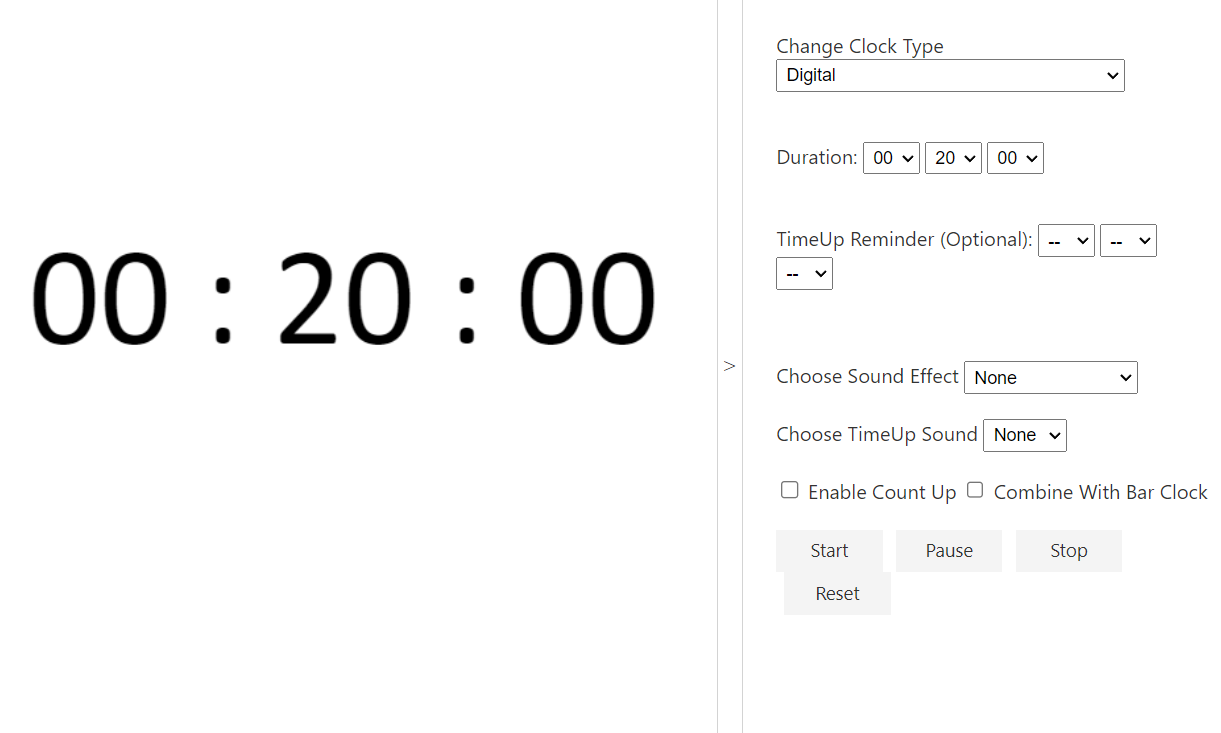 00 : 20 : 00
>
Change Clock Type
Digital
Duration: 00 20 00
TimeUp Reminder (Optional): -- --
--
Choose Sound Effect None
Choose TimeUp Sound None
Enable Count Up Combine With Bar Clock
Start Pause Stop
Reset